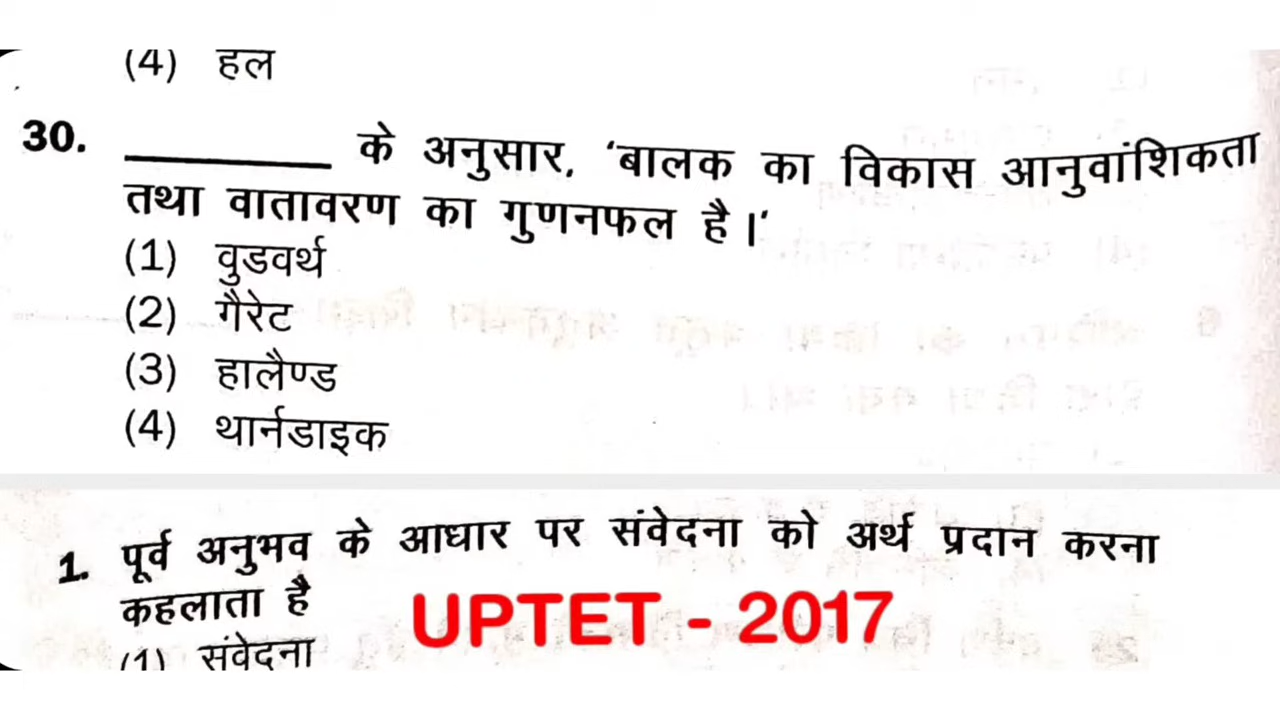 (4) हल
30. ________ के अनुसार, ‘बालक का विकास आनुवांशिकता
तथा वातावरण का गुणनफल है।‘
(1) वुडवर्थ
(2) गैरेट
(3) हालैण्ड
(4) थार्नडाइक
1. पूर्व अनुभव के आधार पर संवेदना को अर्थ प्रदान करना
कहलाता है
UPTET - 2017
(1) संवेदना